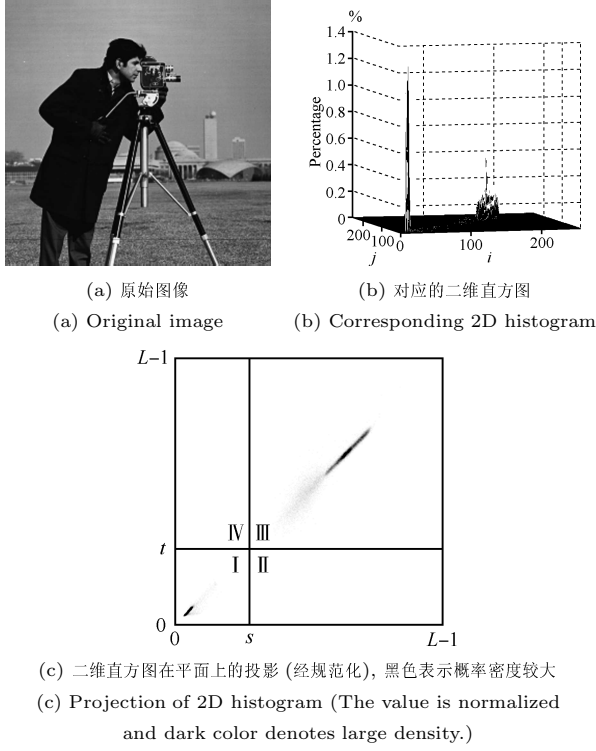 %
1.4
1.2
1.0
0.8
0.6
0.4
0.2
0
Percentage
200
100
0
100
200
j
i
(a) 原始图像
(b) 对应的二维直方图
(a) Original image
(b) Corresponding 2D histogram
L−1
Ⅳ Ⅲ
t
Ⅰ Ⅱ
0
0 s L−1
(c) 二维直方图在平面上的投影 (经规范化), 黑色表示概率密度较大
(c) Projection of 2D histogram (The value is normalized
and dark color denotes large density.)